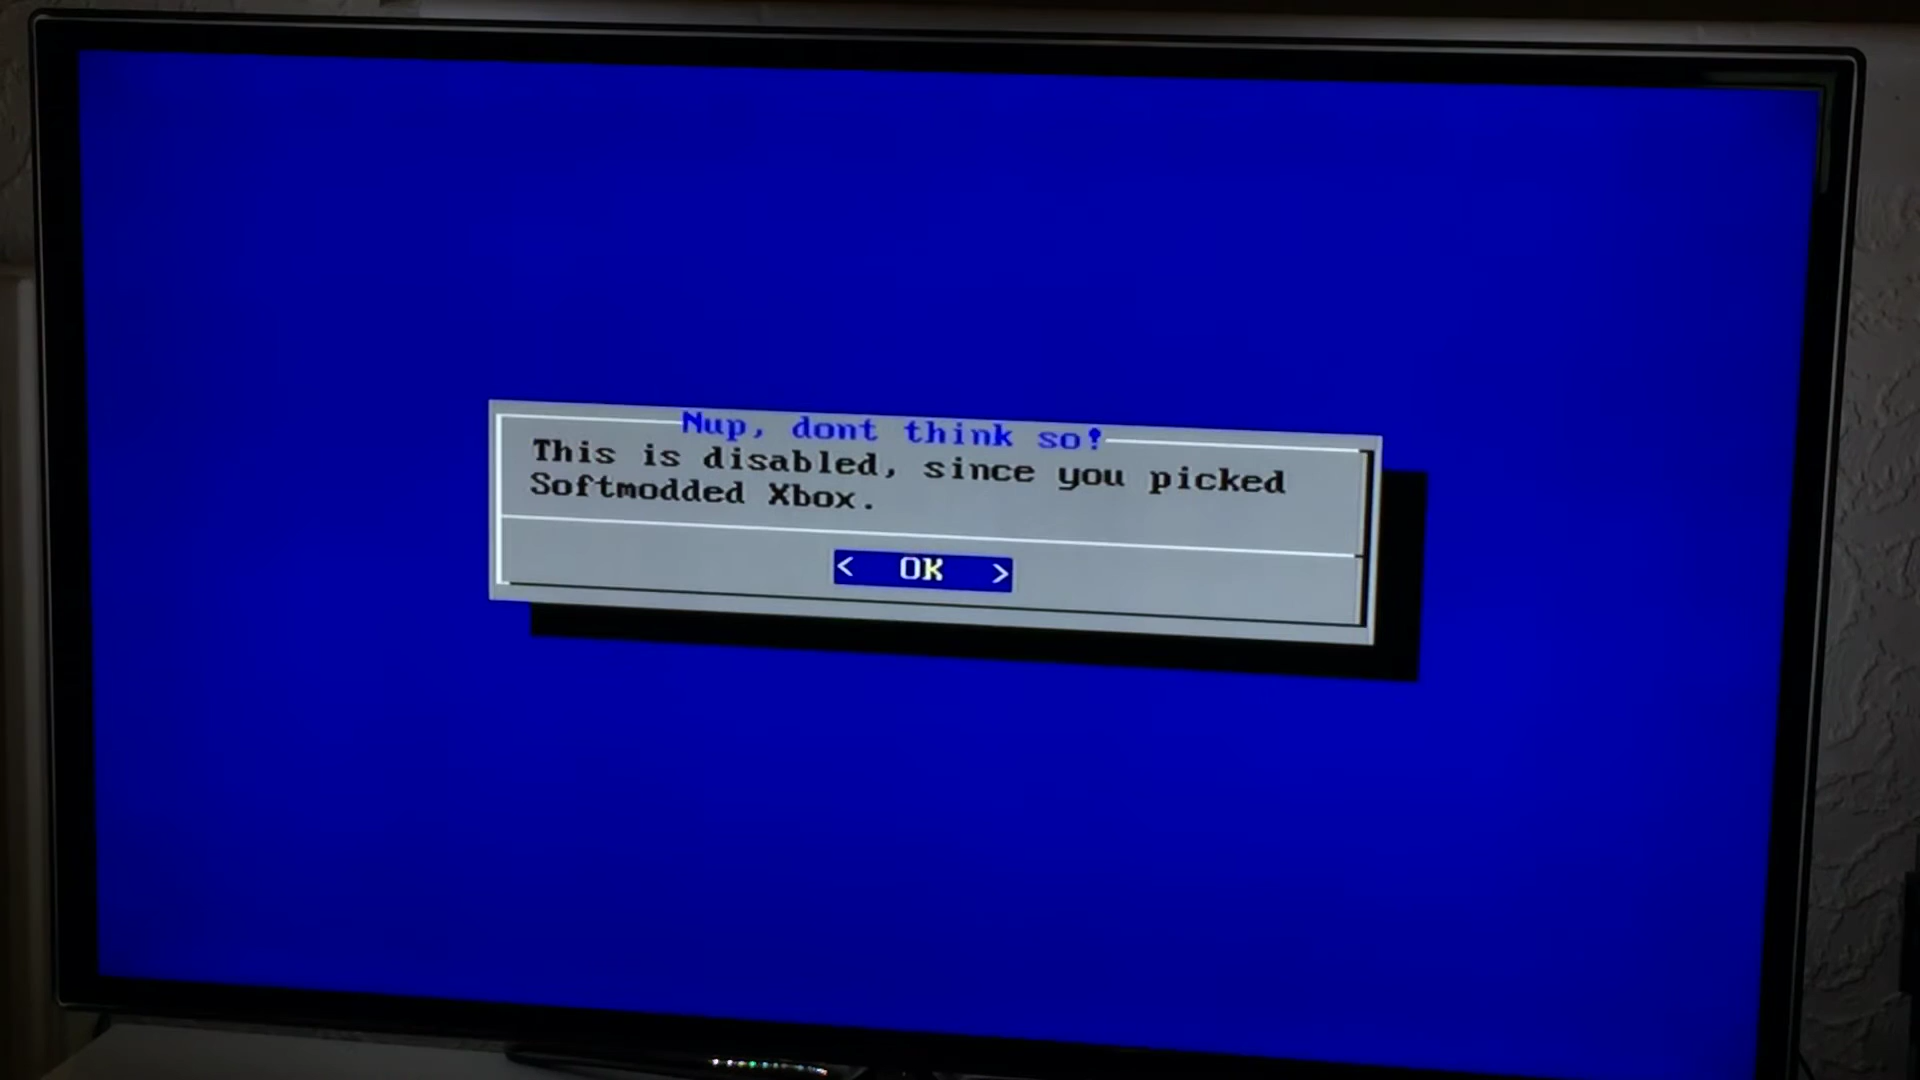 Nup, dont think so!
This is disabled, since you picked
Softmodded Xbox.
< OK >